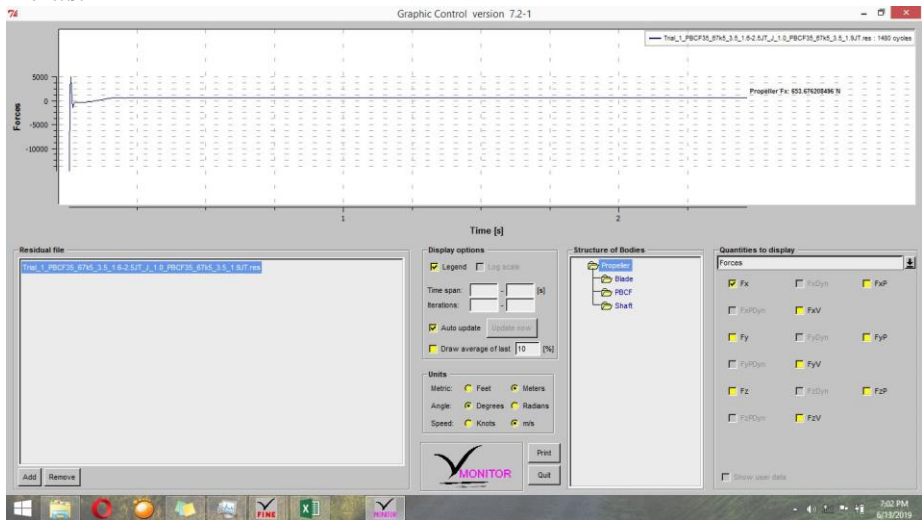 Graphic Control version 7.2-1
Trial_1_PBCF35_67k5_3.5_1.6-2.5JT_J_1.0_PBCF35_67k5_3.5_1.9JT.res : 1480 cycles
5000
0
-5000
-10000
Forces
Propeller Fx: 653.676208496 N
1
2
Time [s]
Residual file
Trial_1_PBCF35_67k5_3.5_1.6-2.5JT_J_1.0_PBCF35_67k5_3.5_1.9JT.res
Add Remove
Display options
Legend Log scale
Time span: - [s]
Iterations: -
Auto update Update now
Draw average of last 10 [%]
Units
Metric: Feet Meters
Angle: Degrees Radians
Speed: Knots m/s
MONITOR
Print
Quit
Structure of Bodies
Propeller
Blade
PBCF
Shaft
Quantities to display
Forces
Fx FxDyn FxP
FxPDyn FxV
Fy FyDyn FyP
FyPDyn FyV
Fz FzDyn FzP
FzPDyn FzV
Show user data
FINE
MONITOR
7:02 PM
6/13/2019